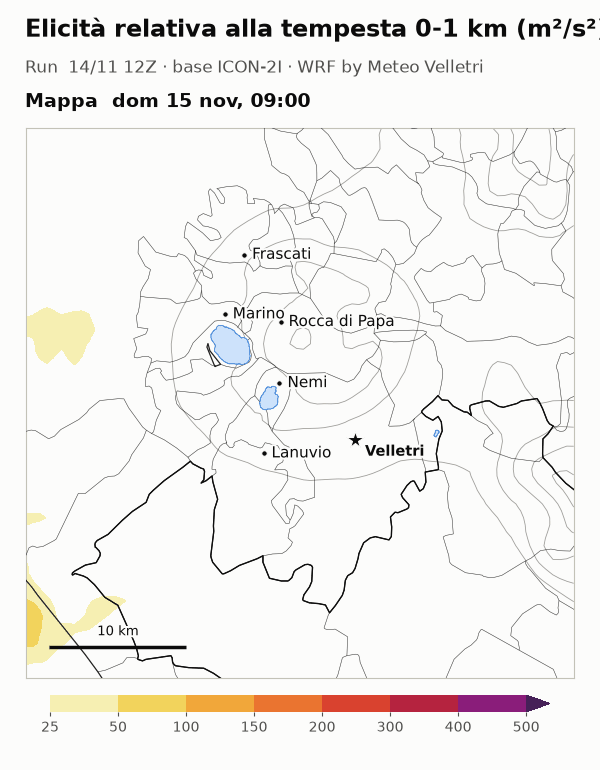 Elicità relativa alla tempesta 0-1 km (m²/s²)
Run 14/11 12Z · base ICON-2I · WRF by Meteo Velletri
Mappa dom 15 nov, 09:00
Frascati
Marino
Rocca di Papa
Nemi
Velletri
Lanuvio
10 km
25 50 100 150 200 300 400 500